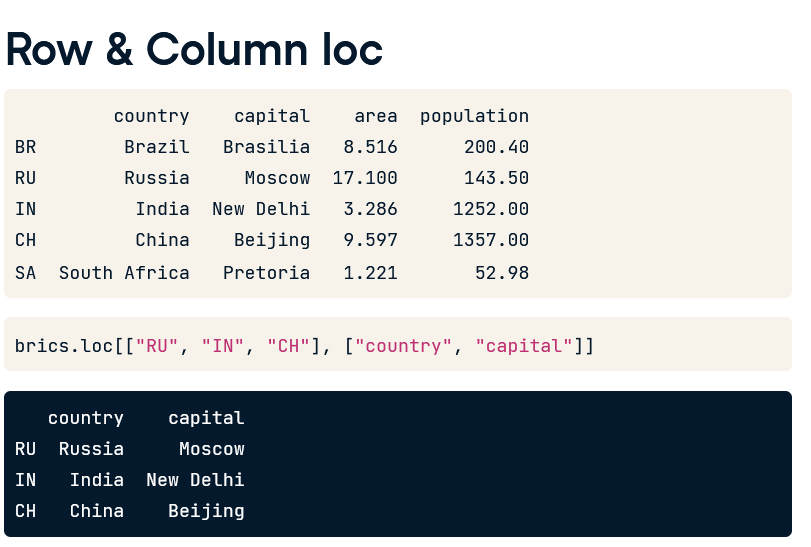 Row & Column loc
country capital area population
BR Brazil Brasilia 8.516 200.40
RU Russia Moscow 17.100 143.50
IN India New Delhi 3.286 1252.00
CH China Beijing 9.597 1357.00
SA South Africa Pretoria 1.221 52.98
brics.loc[["RU", "IN", "CH"], ["country", "capital"]]
country capital
RU Russia Moscow
IN India New Delhi
CH China Beijing